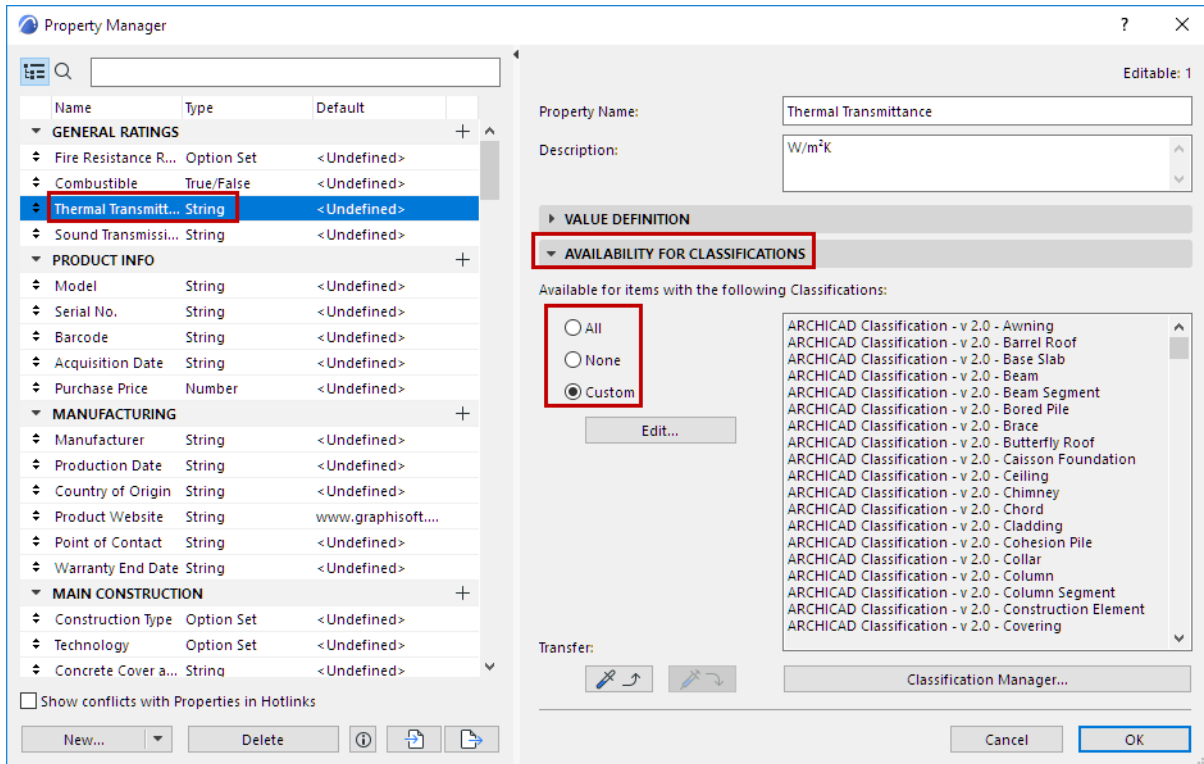 Property Manager
?
Editable: 1
Name Type Default
GENERAL RATINGS
Fire Resistance R... Option Set <Undefined>
Combustible True/False <Undefined>
Thermal Transmitt... String <Undefined>
Sound Transmissi... String <Undefined>
PRODUCT INFO
Model String <Undefined>
Serial No. String <Undefined>
Barcode String <Undefined>
Acquisition Date String <Undefined>
Purchase Price Number <Undefined>
MANUFACTURING
Manufacturer String <Undefined>
Production Date String <Undefined>
Country of Origin String <Undefined>
Product Website String www.graphisoft....
Point of Contact String <Undefined>
Warranty End Date String <Undefined>
MAIN CONSTRUCTION
Construction Type Option Set <Undefined>
Technology Option Set <Undefined>
Concrete Cover a... String <Undefined>
Show conflicts with Properties in Hotlinks
New... Delete
Property Name: Thermal Transmittance
Description: W/m²K
VALUE DEFINITION
AVAILABILITY FOR CLASSIFICATIONS
Available for items with the following Classifications:
All
None
Custom
Edit...
ARCHICAD Classification - v 2.0 - Awning
ARCHICAD Classification - v 2.0 - Barrel Roof
ARCHICAD Classification - v 2.0 - Base Slab
ARCHICAD Classification - v 2.0 - Beam
ARCHICAD Classification - v 2.0 - Beam Segment
ARCHICAD Classification - v 2.0 - Bored Pile
ARCHICAD Classification - v 2.0 - Brace
ARCHICAD Classification - v 2.0 - Butterfly Roof
ARCHICAD Classification - v 2.0 - Caisson Foundation
ARCHICAD Classification - v 2.0 - Ceiling
ARCHICAD Classification - v 2.0 - Chimney
ARCHICAD Classification - v 2.0 - Chord
ARCHICAD Classification - v 2.0 - Cladding
ARCHICAD Classification - v 2.0 - Cohesion Pile
ARCHICAD Classification - v 2.0 - Collar
ARCHICAD Classification - v 2.0 - Column
ARCHICAD Classification - v 2.0 - Column Segment
ARCHICAD Classification - v 2.0 - Construction Element
ARCHICAD Classification - v 2.0 - Covering
Transfer:
Classification Manager...
Cancel OK